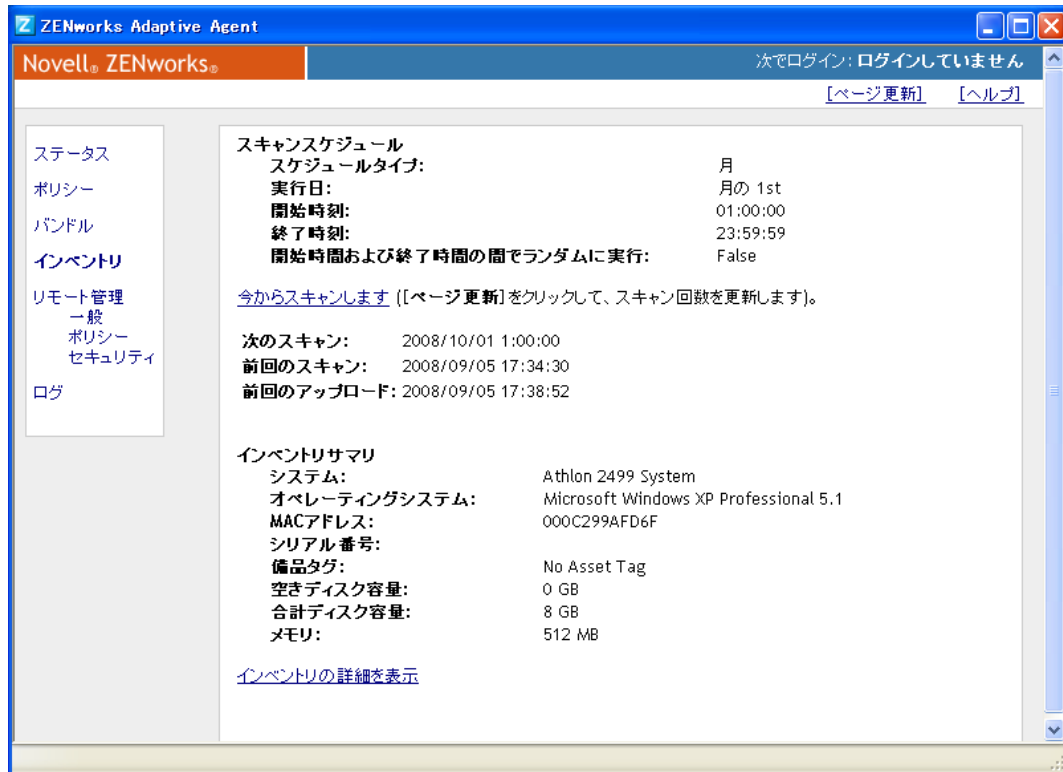 ZENworks Adaptive Agent
Novell® ZENworks®
次でログイン: ログインしていません
[ページ更新] [ヘルプ]
ステータス
ポリシー
バンドル
インベントリ
リモート管理
一般
ポリシー
セキュリティ
ログ
スキャンスケジュール
スケジュールタイプ: 月
実行日: 月の 1st
開始時刻: 01:00:00
終了時刻: 23:59:59
開始時間および終了時間の間でランダムに実行: False
今からスキャンします ([ページ更新]をクリックして、スキャン回数を更新します)。
次のスキャン: 2008/10/01 1:00:00
前回のスキャン: 2008/09/05 17:34:30
前回のアップロード: 2008/09/05 17:38:52
インベントリサマリ
システム: Athlon 2499 System
オペレーティングシステム: Microsoft Windows XP Professional 5.1
MACアドレス: 000C299AFD6F
シリアル番号:
備品タグ: No Asset Tag
空きディスク容量: 0 GB
合計ディスク容量: 8 GB
メモリ: 512 MB
インベントリの詳細を表示